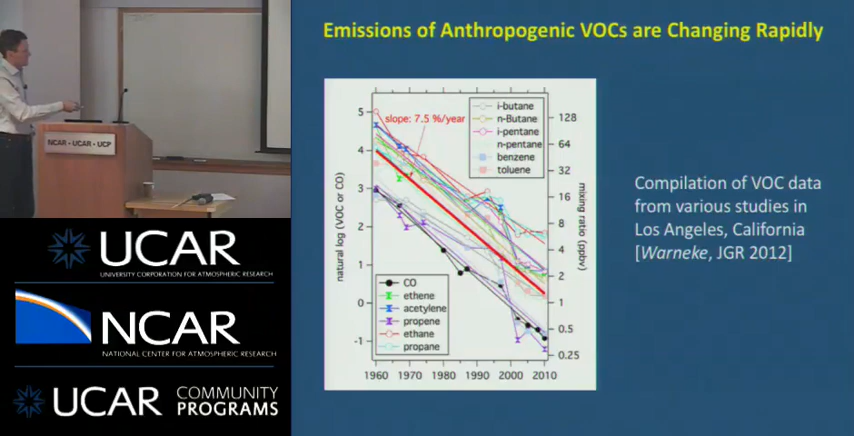 Emissions of Anthropogenic VOCs are Changing Rapidly
NCAR · UCAR · UCP
UCAR
UNIVERSITY CORPORATION FOR ATMOSPHERIC RESEARCH
NCAR
NATIONAL CENTER FOR ATMOSPHERIC RESEARCH
UCAR COMMUNITY PROGRAMS
slope: 7.5 %/year
i-butane
n-Butane
i-pentane
n-pentane
benzene
toluene
CO
ethene
acetylene
propene
ethane
propane
natural log (VOC or CO)
5
4
3
2
1
0
-1
mixing ratio (ppbv)
128
64
32
16
8
4
2
1
0.5
0.25
1960 1970 1980 1990 2000 2010
Compilation of VOC data
from various studies in
Los Angeles, California
[Warneke, JGR 2012]